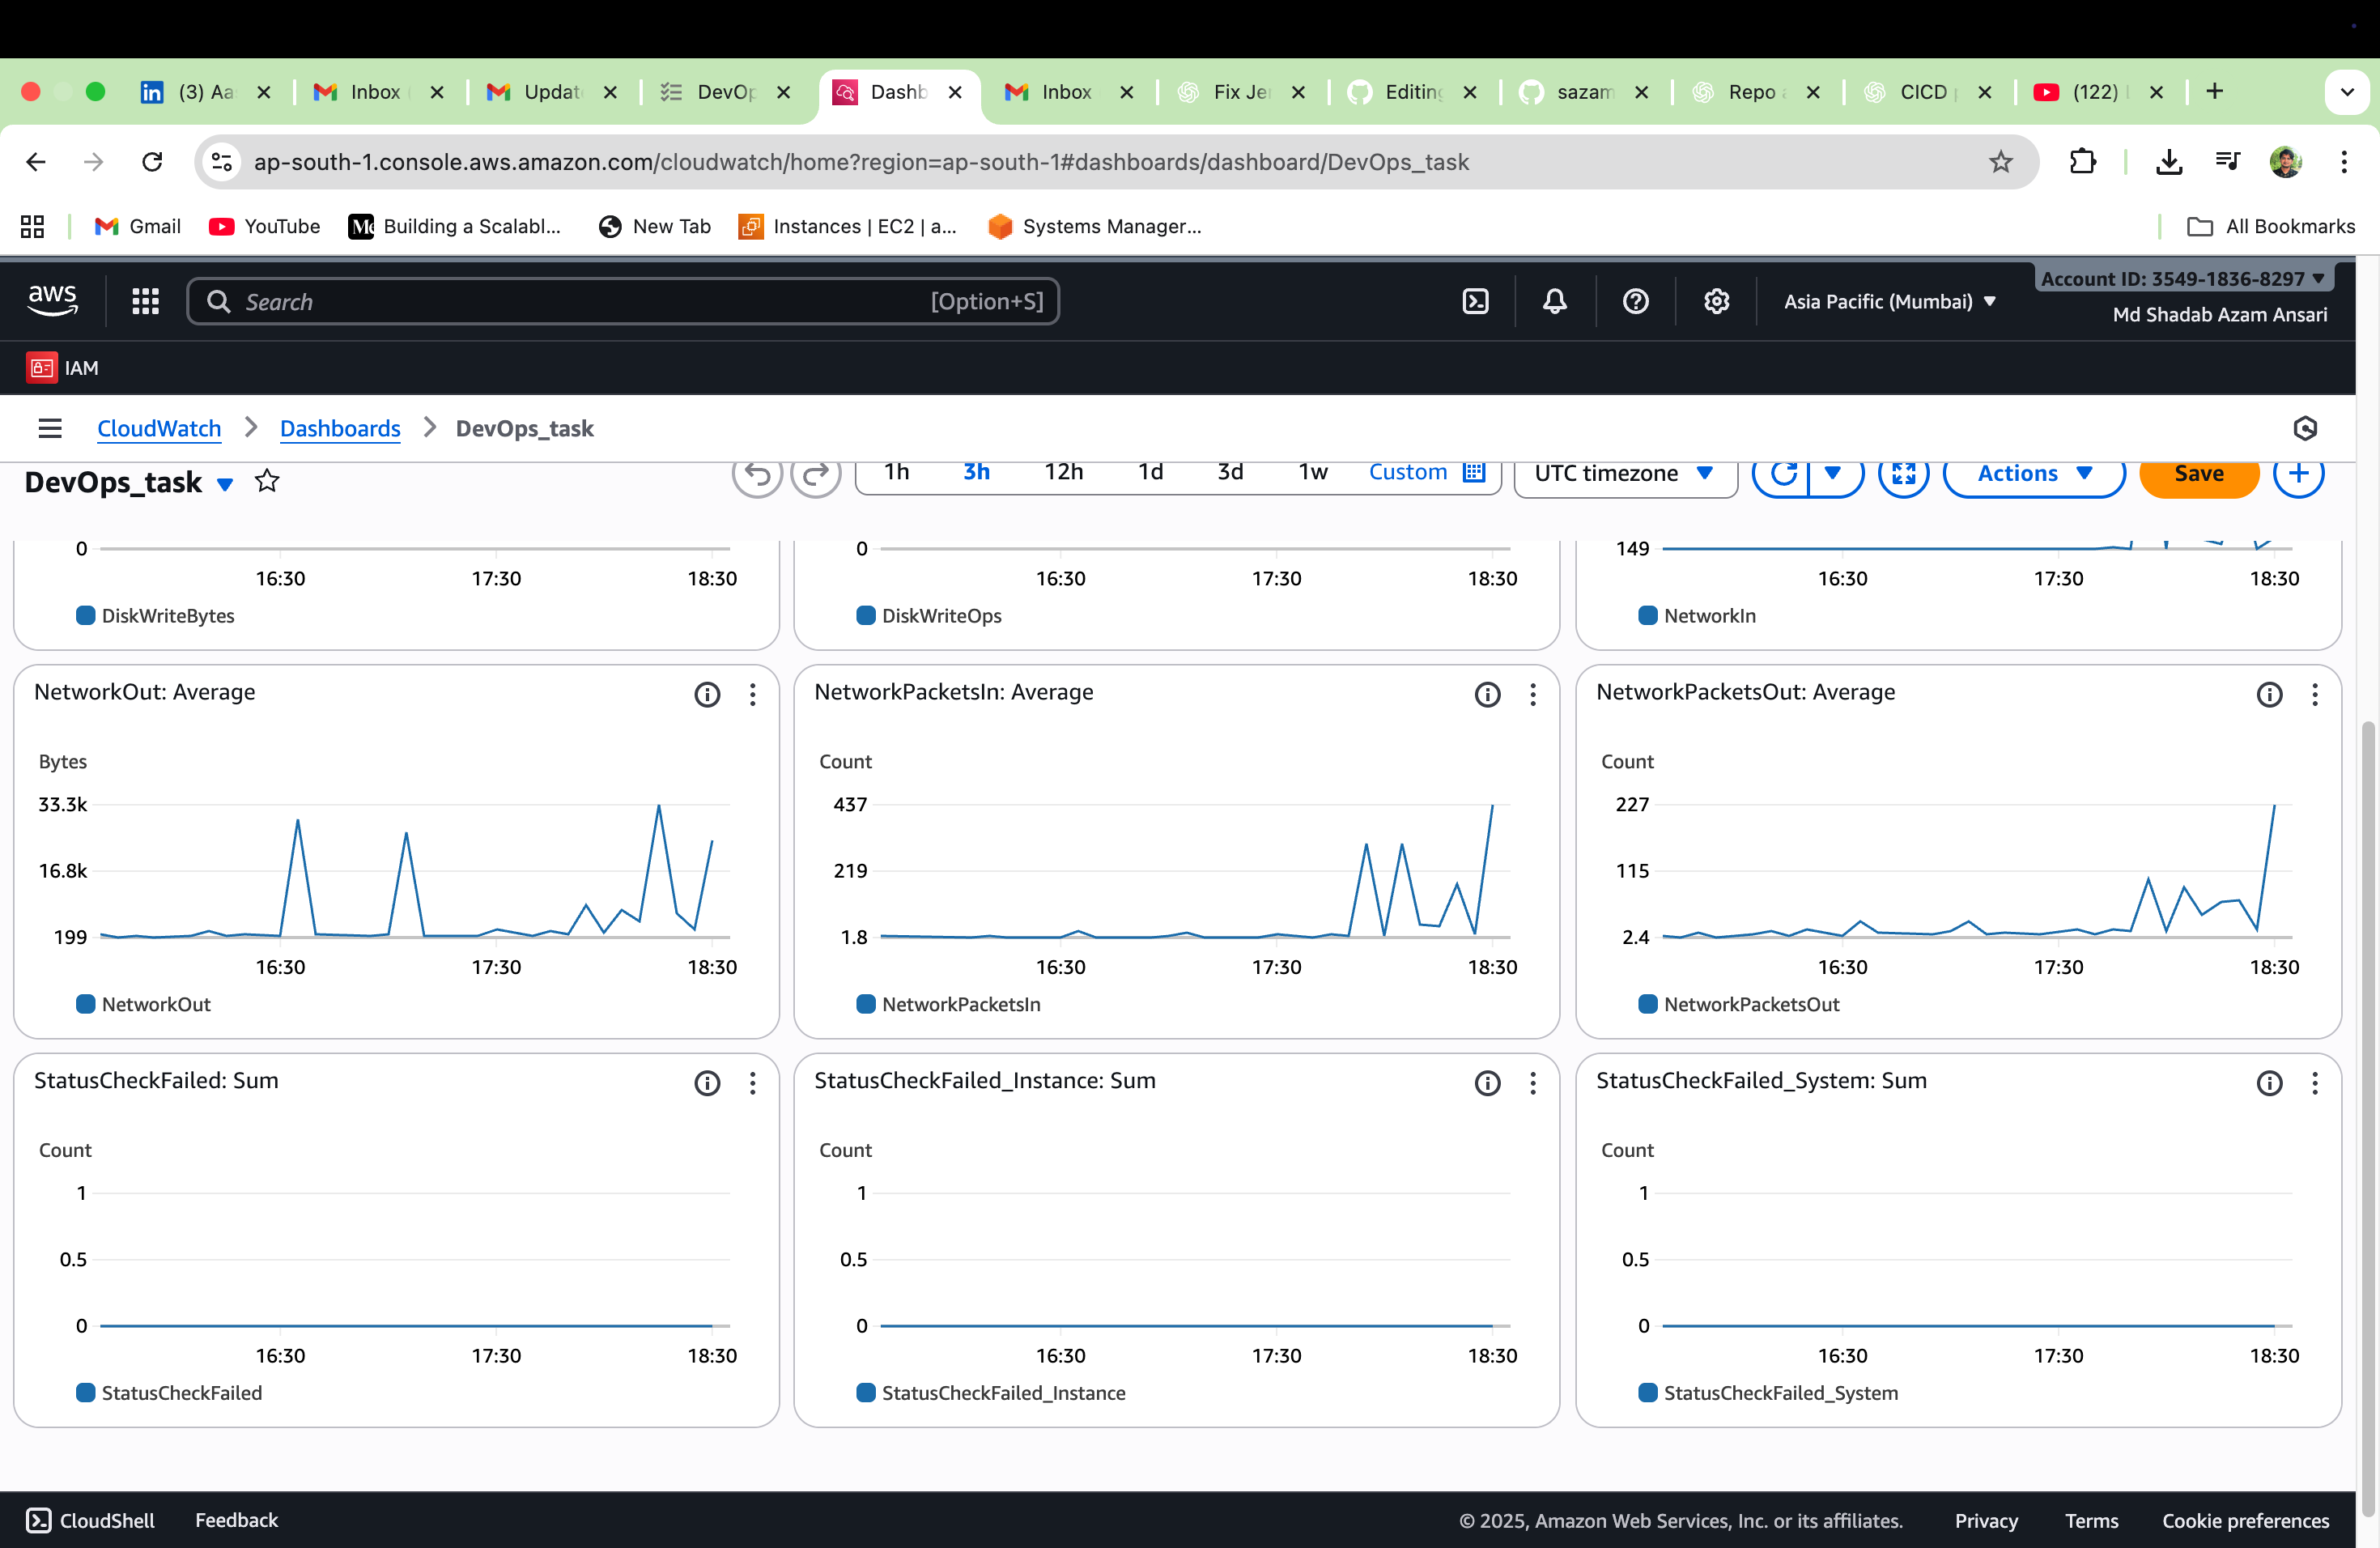 (3) Aa
Inbox
Updat
DevOp
Dashb
Inbox
Fix Je
Editing
sazam
Repo
CICD
(122)
ap-south-1.console.aws.amazon.com/cloudwatch/home?region=ap-south-1#dashboards/dashboard/DevOps_task
Gmail
YouTube
Building a Scalabl...
New Tab
Instances | EC2 | a...
Systems Manager...
All Bookmarks
aws
Search
[Option+S]
Asia Pacific (Mumbai)
Account ID: 3549-1836-8297
Md Shadab Azam Ansari
IAM
CloudWatch
Dashboards
DevOps_task
DevOps_task
1h 3h 12h 1d 3d 1w Custom
UTC timezone
Actions
Save
0
16:30 17:30 18:30
DiskWriteBytes
0
16:30 17:30 18:30
DiskWriteOps
149
16:30 17:30 18:30
NetworkIn
NetworkOut: Average
Bytes
33.3k
16.8k
199
16:30 17:30 18:30
NetworkOut
NetworkPacketsIn: Average
Count
437
219
1.8
16:30 17:30 18:30
NetworkPacketsIn
NetworkPacketsOut: Average
Count
227
115
2.4
16:30 17:30 18:30
NetworkPacketsOut
StatusCheckFailed: Sum
Count
1
0.5
0
16:30 17:30 18:30
StatusCheckFailed
StatusCheckFailed_Instance: Sum
Count
1
0.5
0
16:30 17:30 18:30
StatusCheckFailed_Instance
StatusCheckFailed_System: Sum
Count
1
0.5
0
16:30 17:30 18:30
StatusCheckFailed_System
CloudShell
Feedback
© 2025, Amazon Web Services, Inc. or its affiliates.
Privacy
Terms
Cookie preferences